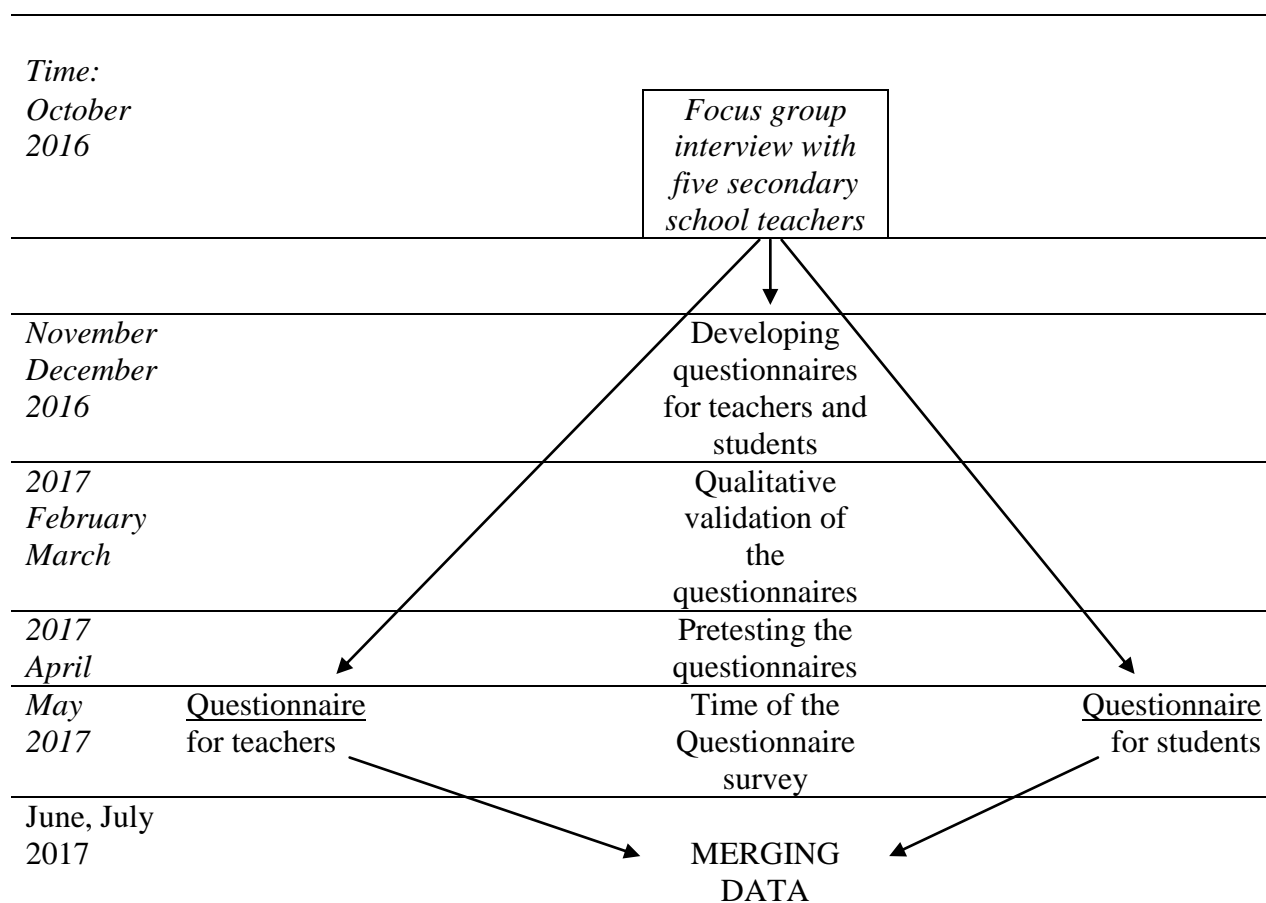 Time:
October
2016
Focus group
interview with
five secondary
school teachers
November
December
2016
Developing
questionnaires
for teachers and
students
2017
February
March
Qualitative
validation of
the
questionnaires
2017
April
Pretesting the
questionnaires
May
2017
Questionnaire
for teachers
Time of the
Questionnaire
survey
Questionnaire
for students
June, July
2017
MERGING
DATA